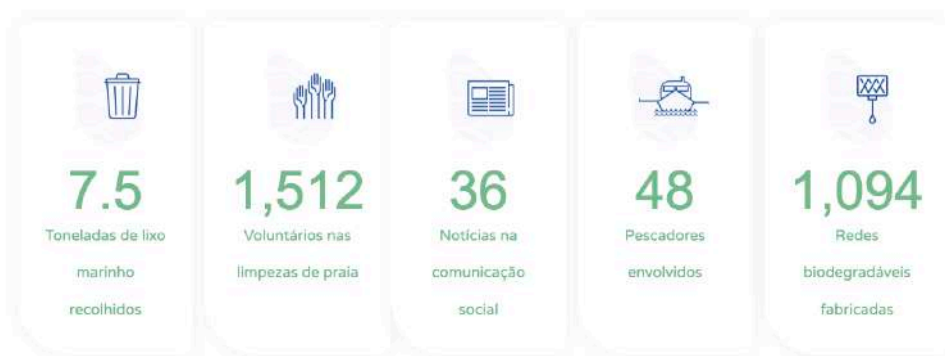 7.5
Toneladas de lixo
marinho
recolhidos
1,512
Voluntários nas
limpezas de praia
36
Notícias na
comunicação
social
48
Pescadores
envolvidos
1,094
Redes
biodegradáveis
fabricadas